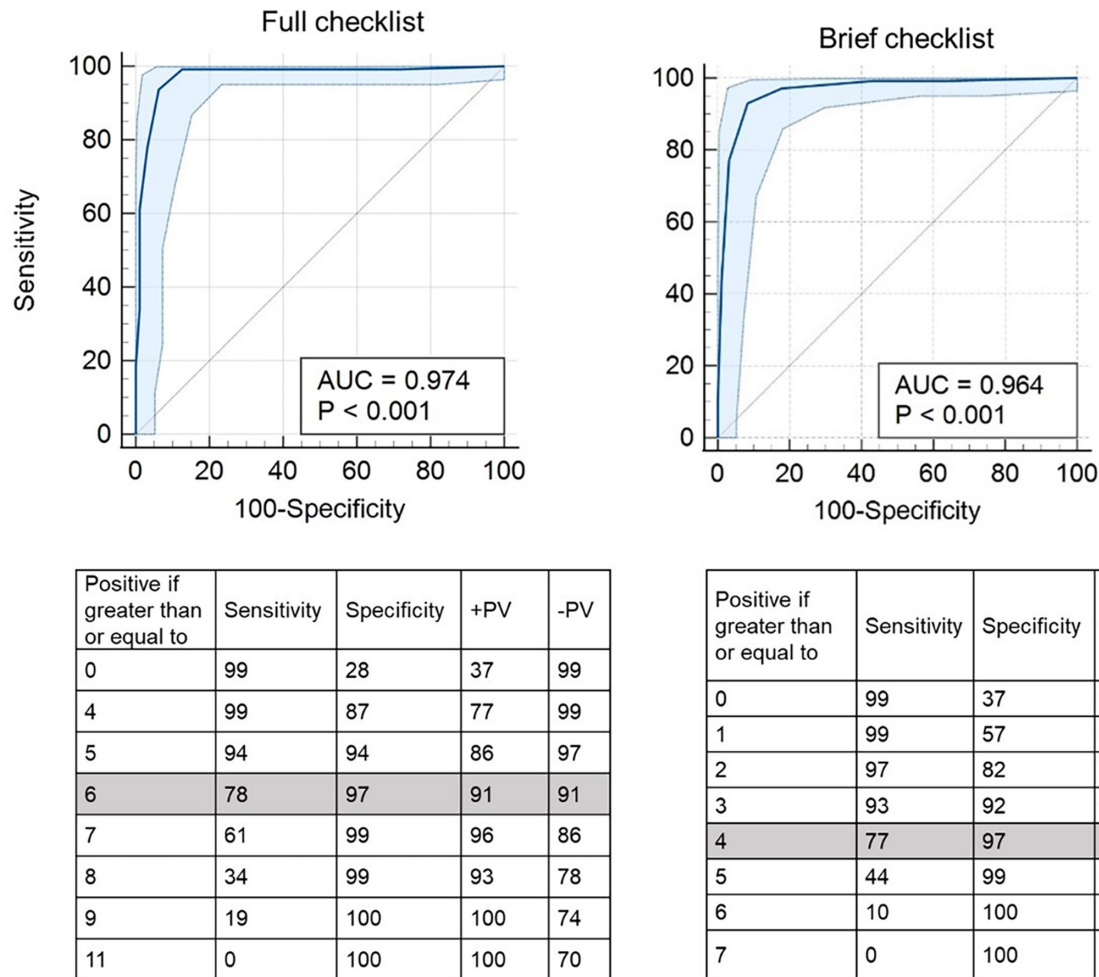 Full checklist
Sensitivity
100
80
60
40
20
0
AUC = 0.974
P < 0.001
0 20 40 60 80 100
100-Specificity
Brief checklist
100
80
60
40
20
0
AUC = 0.964
P < 0.001
0 20 40 60 80 100
100-Specificity
Positive if
greater than
or equal to
Sensitivity Specificity +PV -PV
0 99 28 37 99
4 99 87 77 99
5 94 94 86 97
6 78 97 91 91
7 61 99 96 86
8 34 99 93 78
9 19 100 100 74
11 0 100 100 70
Positive if
greater than
or equal to
Sensitivity Specificity
0 99 37
1 99 57
2 97 82
3 93 92
4 77 97
5 44 99
6 10 100
7 0 100